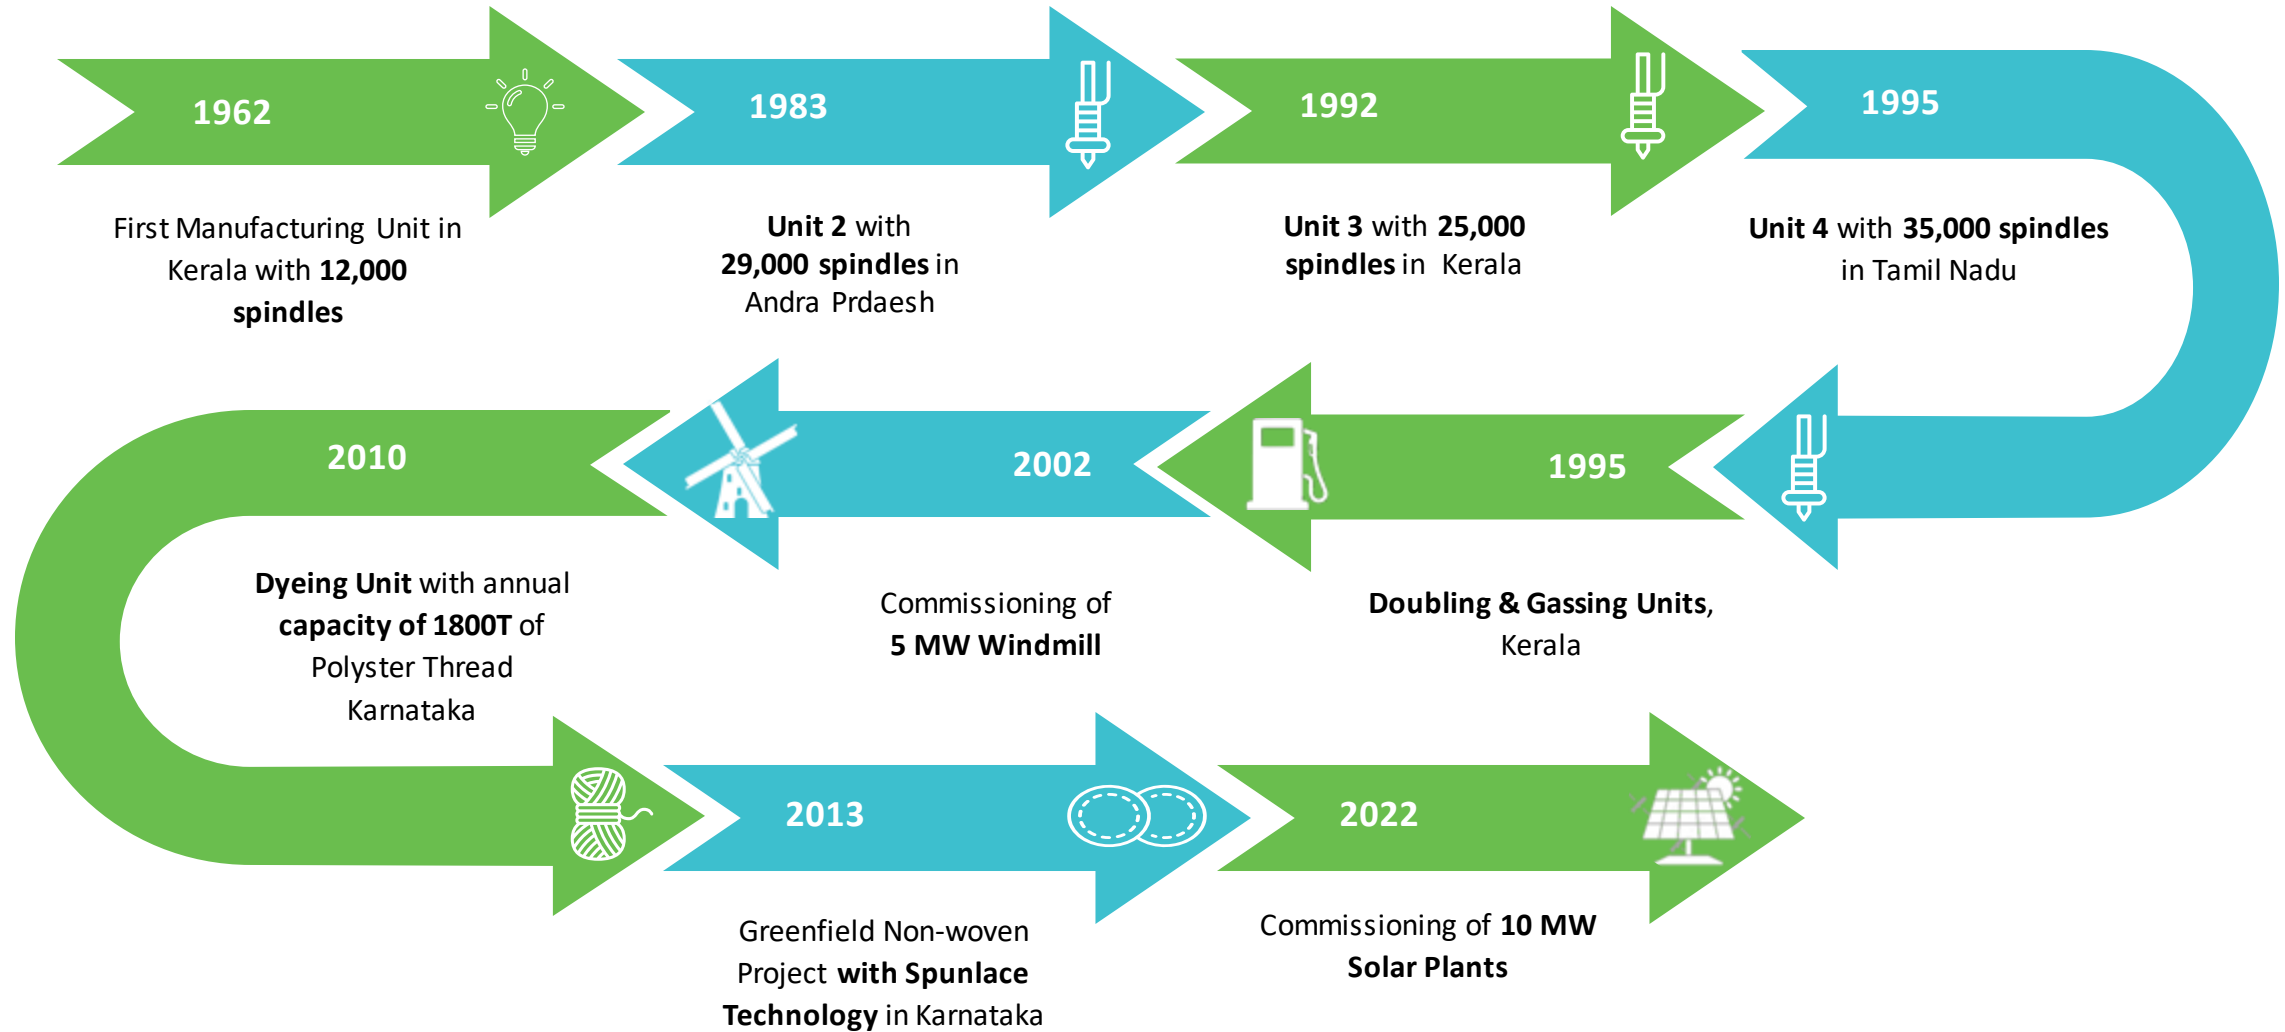 1962
First Manufacturing Unit in
Kerala with 12,000
spindles
1983
Unit 2 with
29,000 spindles in
Andra Prdaesh
1992
Unit 3 with 25,000
spindles in Kerala
1995
Unit 4 with 35,000 spindles
in Tamil Nadu
1995
Doubling & Gassing Units,
Kerala
2002
Commissioning of
5 MW Windmill
2010
Dyeing Unit with annual
capacity of 1800T of
Polyster Thread
Karnataka
2013
Greenfield Non-woven
Project with Spunlace
Technology in Karnataka
2022
Commissioning of 10 MW
Solar Plants